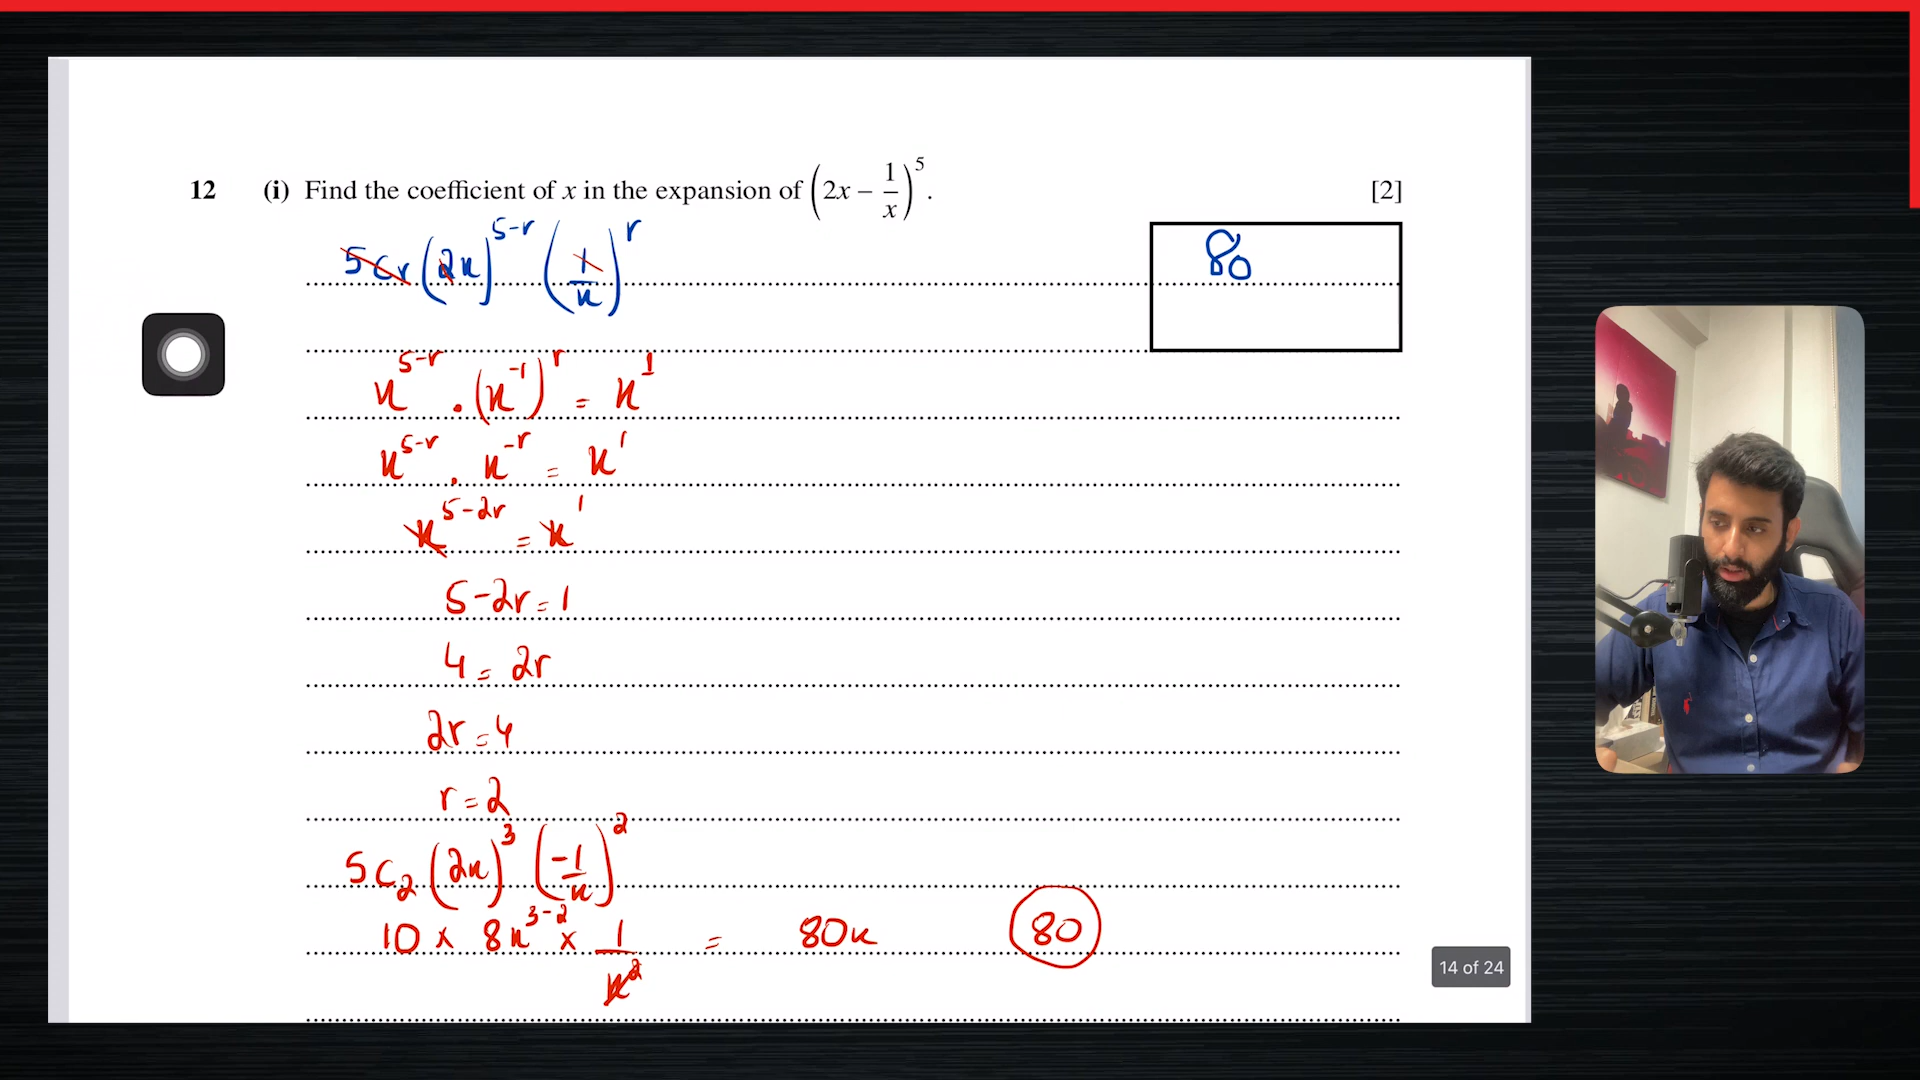 12 (i) Find the coefficient of x in the expansion of (2x − 1/x)^5. [2]
5Cr (2x)^5-r (1/x)^r
80
x^5-r . (x^-1)^r = x^1
x^5-r . x^-r = x^1
x^5-2r = x^1
5-2r = 1
4 = 2r
2r = 4
r = 2
5C2 (2x)^3 (-1/x)^2
10 x 8x^3-2 x 1/x^2 = 80x 80
14 of 24